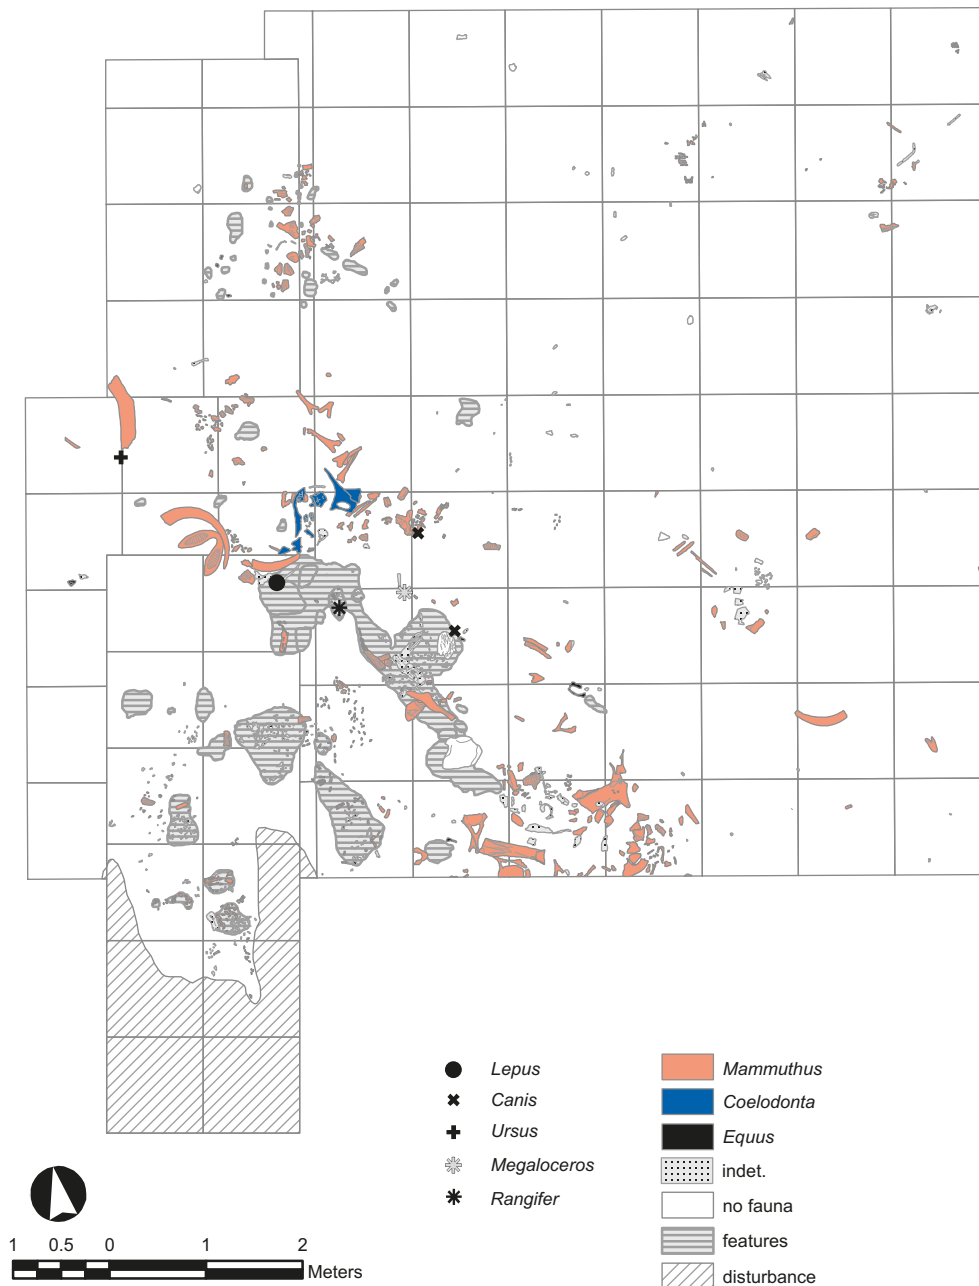 Lepus
Canis
Ursus
Megaloceros
Rangifer
Mammuthus
Coelodonta
Equus
indet.
no fauna
features
disturbance
1 0.5 0 1 2
Meters